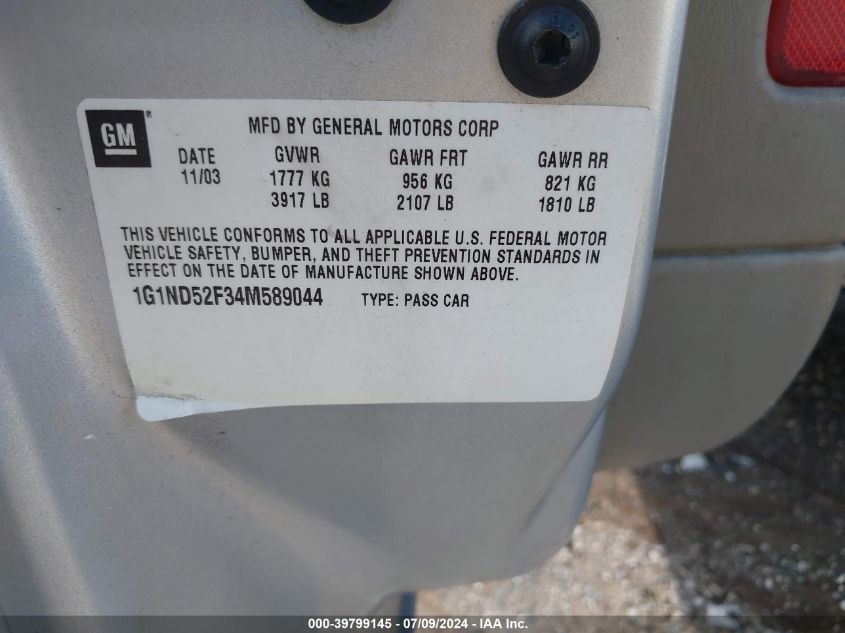 GM
MFD BY GENERAL MOTORS CORP
DATE GVWR GAWR FRT GAWR RR
11/03 1777 KG 956 KG 821 KG
3917 LB 2107 LB 1810 LB
THIS VEHICLE CONFORMS TO ALL APPLICABLE U.S. FEDERAL MOTOR
VEHICLE SAFETY, BUMPER, AND THEFT PREVENTION STANDARDS IN
EFFECT ON THE DATE OF MANUFACTURE SHOWN ABOVE.
1G1ND52F34M589044 TYPE: PASS CAR
000-39799145 - 07/09/2024 - IAA Inc.